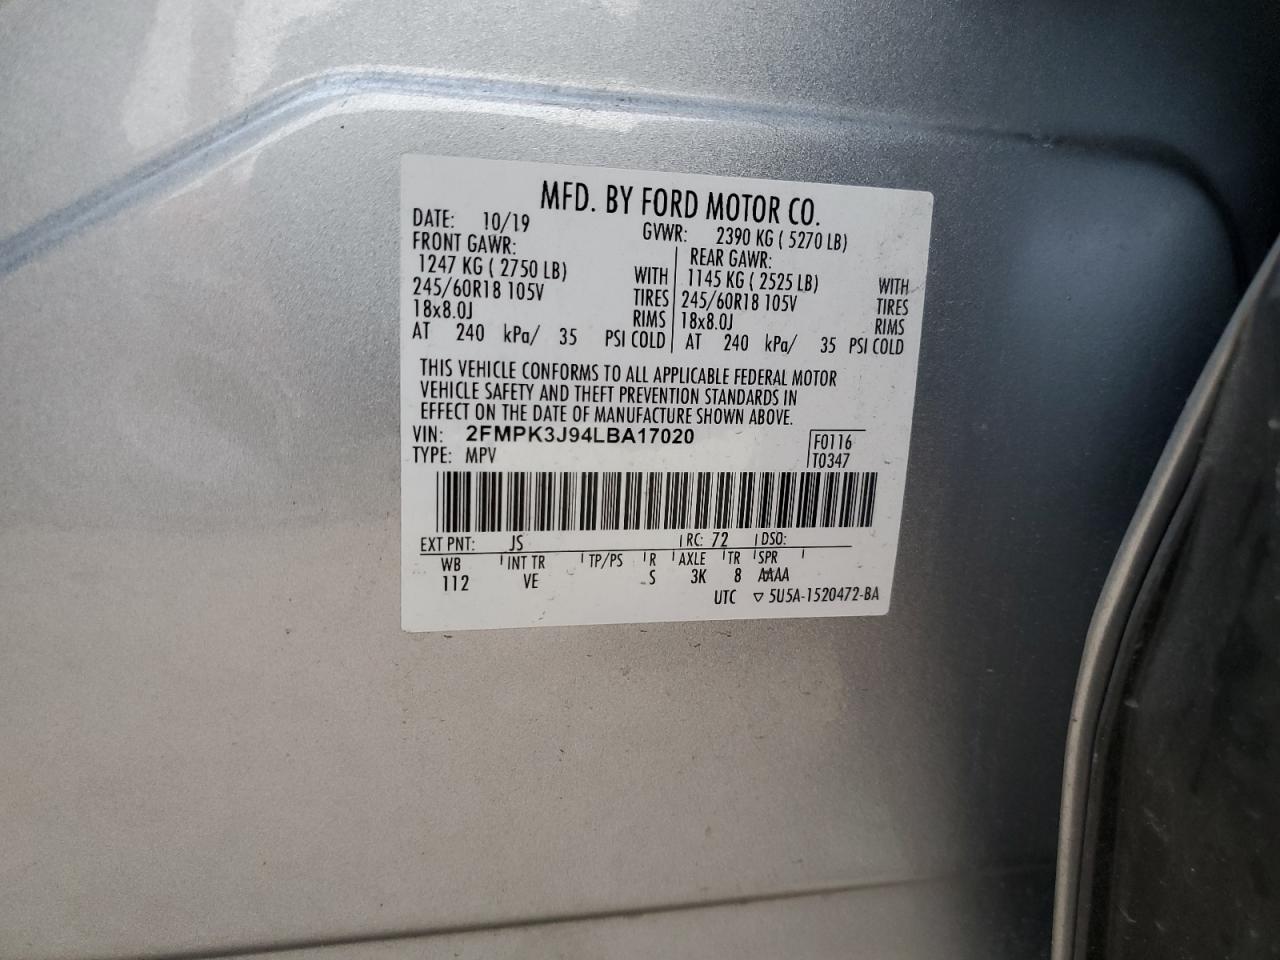 MFD. BY FORD MOTOR CO.
DATE: 10/19 GVWR: 2390 KG ( 5270 LB)
FRONT GAWR: REAR GAWR:
1247 KG ( 2750 LB) WITH 1145 KG ( 2525 LB) WITH
245/60R18 105V TIRES 245/60R18 105V TIRES
18x8.0J RIMS 18x8.0J RIMS
AT 240 kPa/ 35 PSI COLD AT 240 kPa/ 35 PSI COLD
THIS VEHICLE CONFORMS TO ALL APPLICABLE FEDERAL MOTOR
VEHICLE SAFETY AND THEFT PREVENTION STANDARDS IN
EFFECT ON THE DATE OF MANUFACTURE SHOWN ABOVE.
VIN: 2FMPK3J94LBA17020 F0116
TYPE: MPV T0347
EXT PNT: JS RC: 72 DSO:
WB INT TR TP/PS R AXLE TR SPR
112 VE S 3K 8 AAAA
UTC ▽ 5U5A-1520472-BA